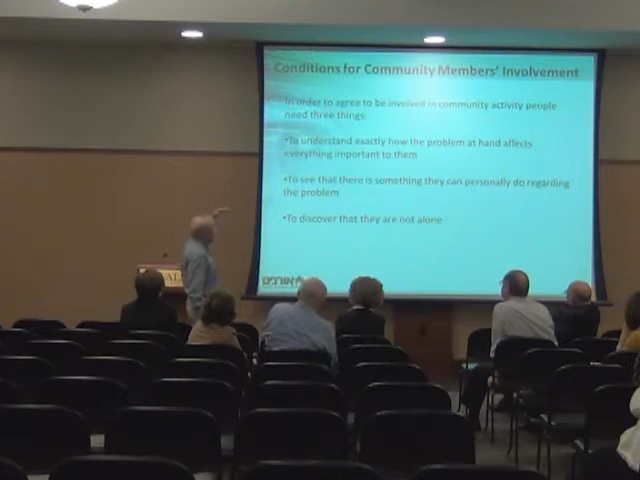 Conditions for Community Members' Involvement
In order to agree to be involved in community activity people
need three things:
•To understand exactly how the problem at hand affects
everything important to them
•To see that there is something they can personally do regarding
the problem
•To discover that they are not alone.